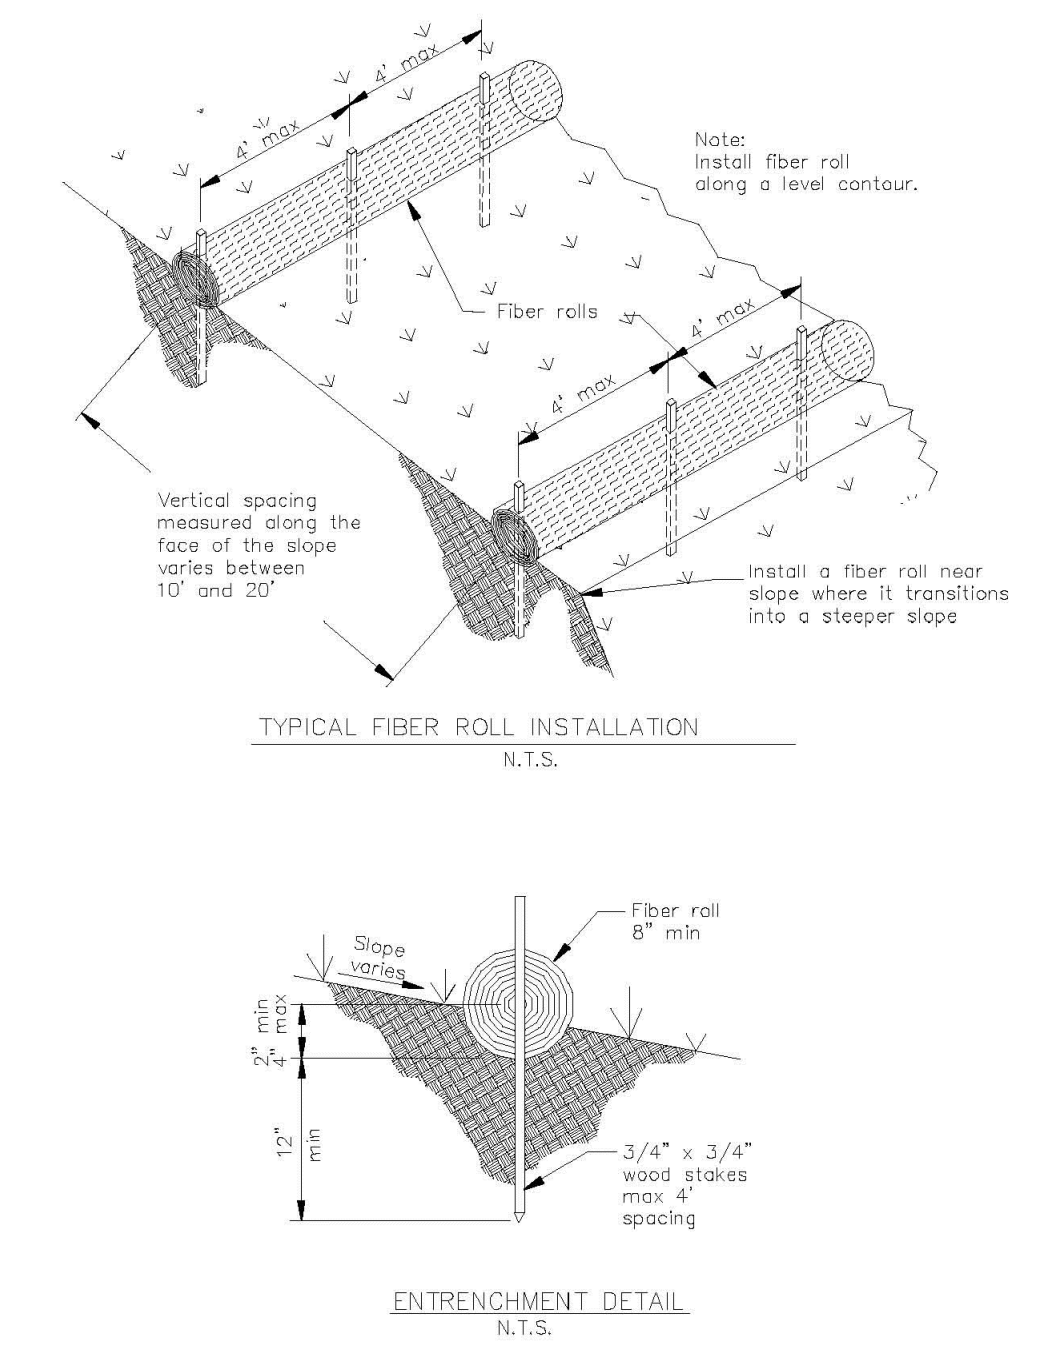 4' max
4' max
Note:
Install fiber roll
along a level contour.
Fiber rolls
4' max
4' max
Vertical spacing
measured along the
face of the slope
varies between
10' and 20'
Install a fiber roll near
slope where it transitions
into a steeper slope
TYPICAL FIBER ROLL INSTALLATION
N.T.S.
Fiber roll
8" min
Slope
varies
2" min
4" max
12"
min
3/4" x 3/4"
wood stakes
max 4'
spacing
ENTRENCHMENT DETAIL
N.T.S.